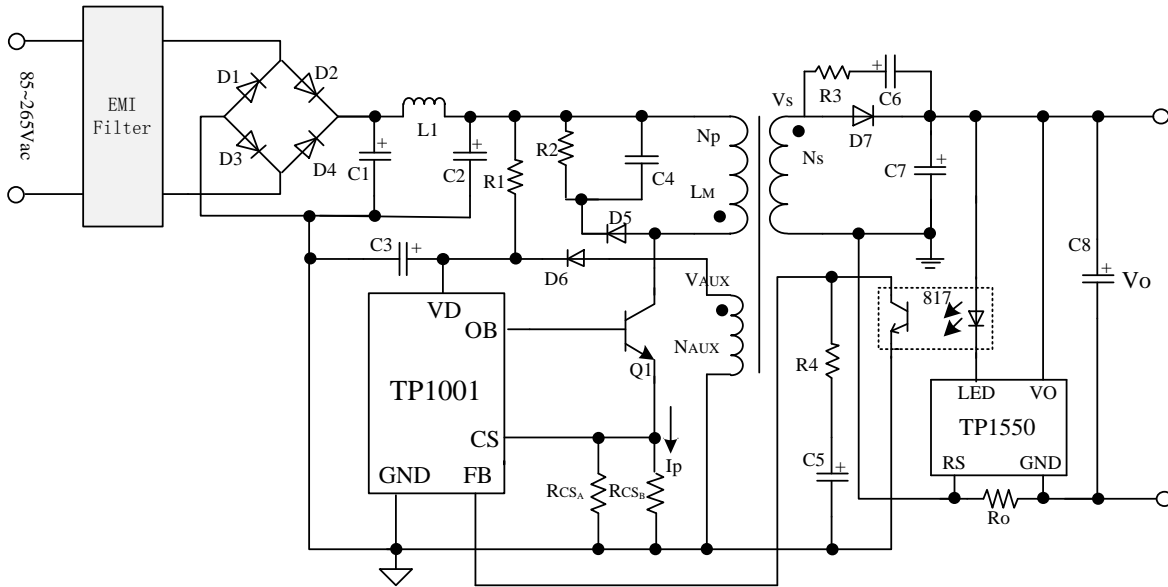 85~265Vac
EMI
Filter
D1
D2
D3
D4
L1
C1
C2
R1
R2
C4
D5
Np
LM
Vs
Ns
R3
C6
D7
C7
C8
Vo
C3
D6
VAUX
NAUX
VD
OB
TP1001
CS
GND
FB
Q1
Ip
RCSA
RCSB
R4
C5
817
LED
VO
TP1550
RS
GND
Ro
+
+
+
+
+
+
+
+